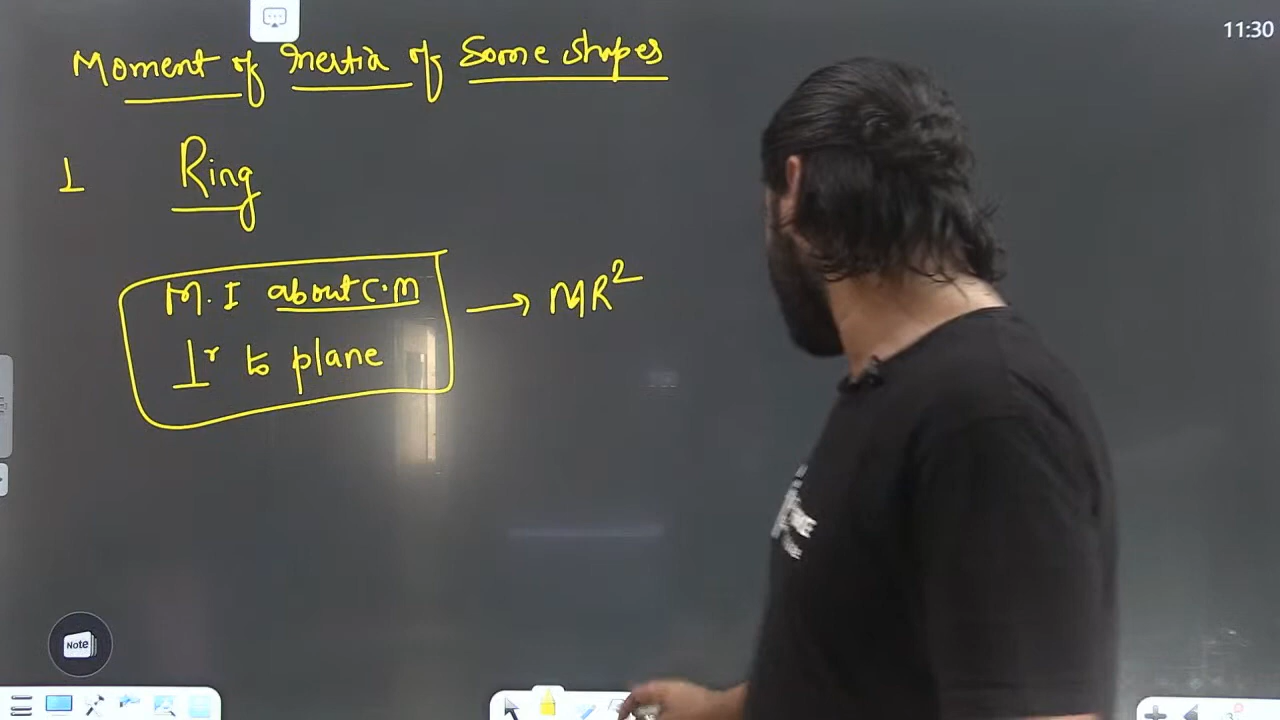 11:30
Moment of Inertia of Some shapes
1 Ring
M.I about C.M → MR²
⊥r to plane
Note